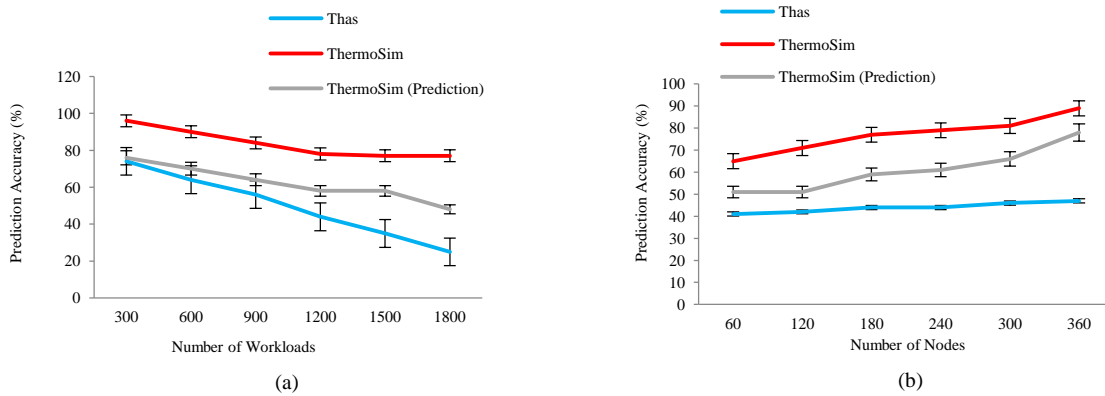 Thas
ThermoSim
ThermoSim (Prediction)
Prediction Accuracy (%)
120
100
80
60
40
20
0
300 600 900 1200 1500 1800
Number of Workloads
(a)
Thas
ThermoSim
ThermoSim (Prediction)
Prediction Accuracy (%)
100
90
80
70
60
50
40
30
20
10
0
60 120 180 240 300 360
Number of Nodes
(b)